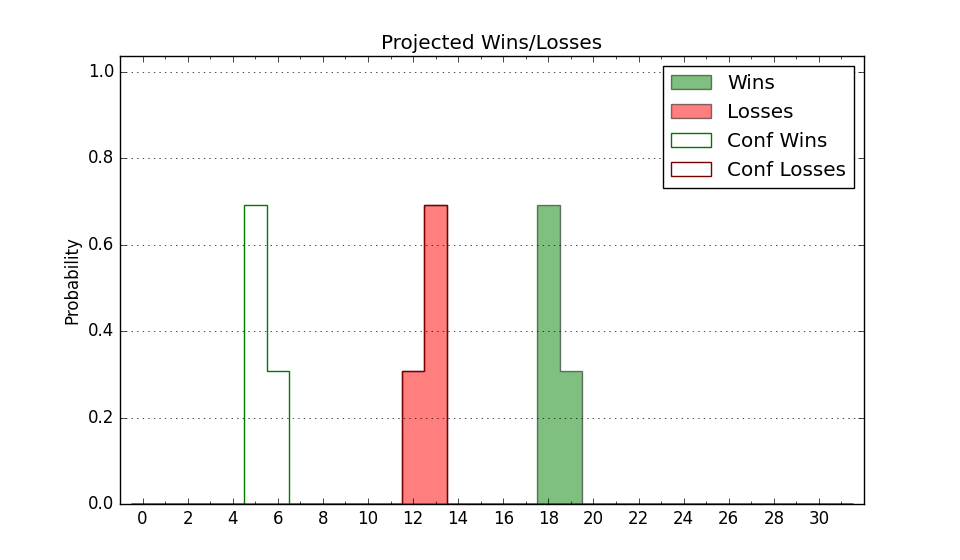 Projected Wins/Losses
1.0
0.8
0.6
0.4
0.2
0.0
Probability
Wins
Losses
Conf Wins
Conf Losses
0 2 4 6 8 10 12 14 16 18 20 22 24 26 28 30